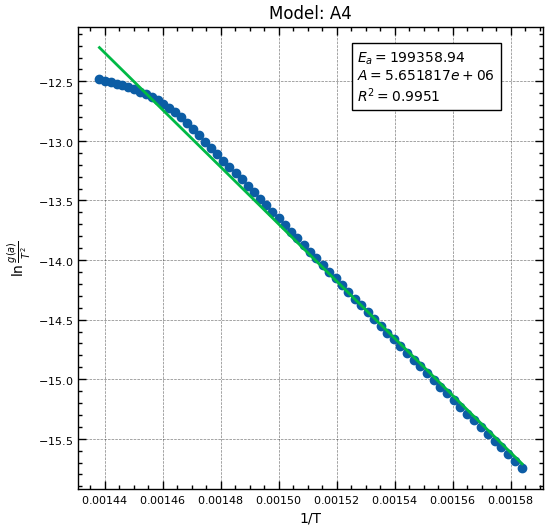 Model: A4
E_a = 199358.94
A = 5.651817e + 06
R² = 0.9951
−12.5
−13.0
−13.5
−14.0
−14.5
−15.0
−15.5
ln g(a)/T²
0.00144 0.00146 0.00148 0.00150 0.00152 0.00154 0.00156 0.00158
1/T